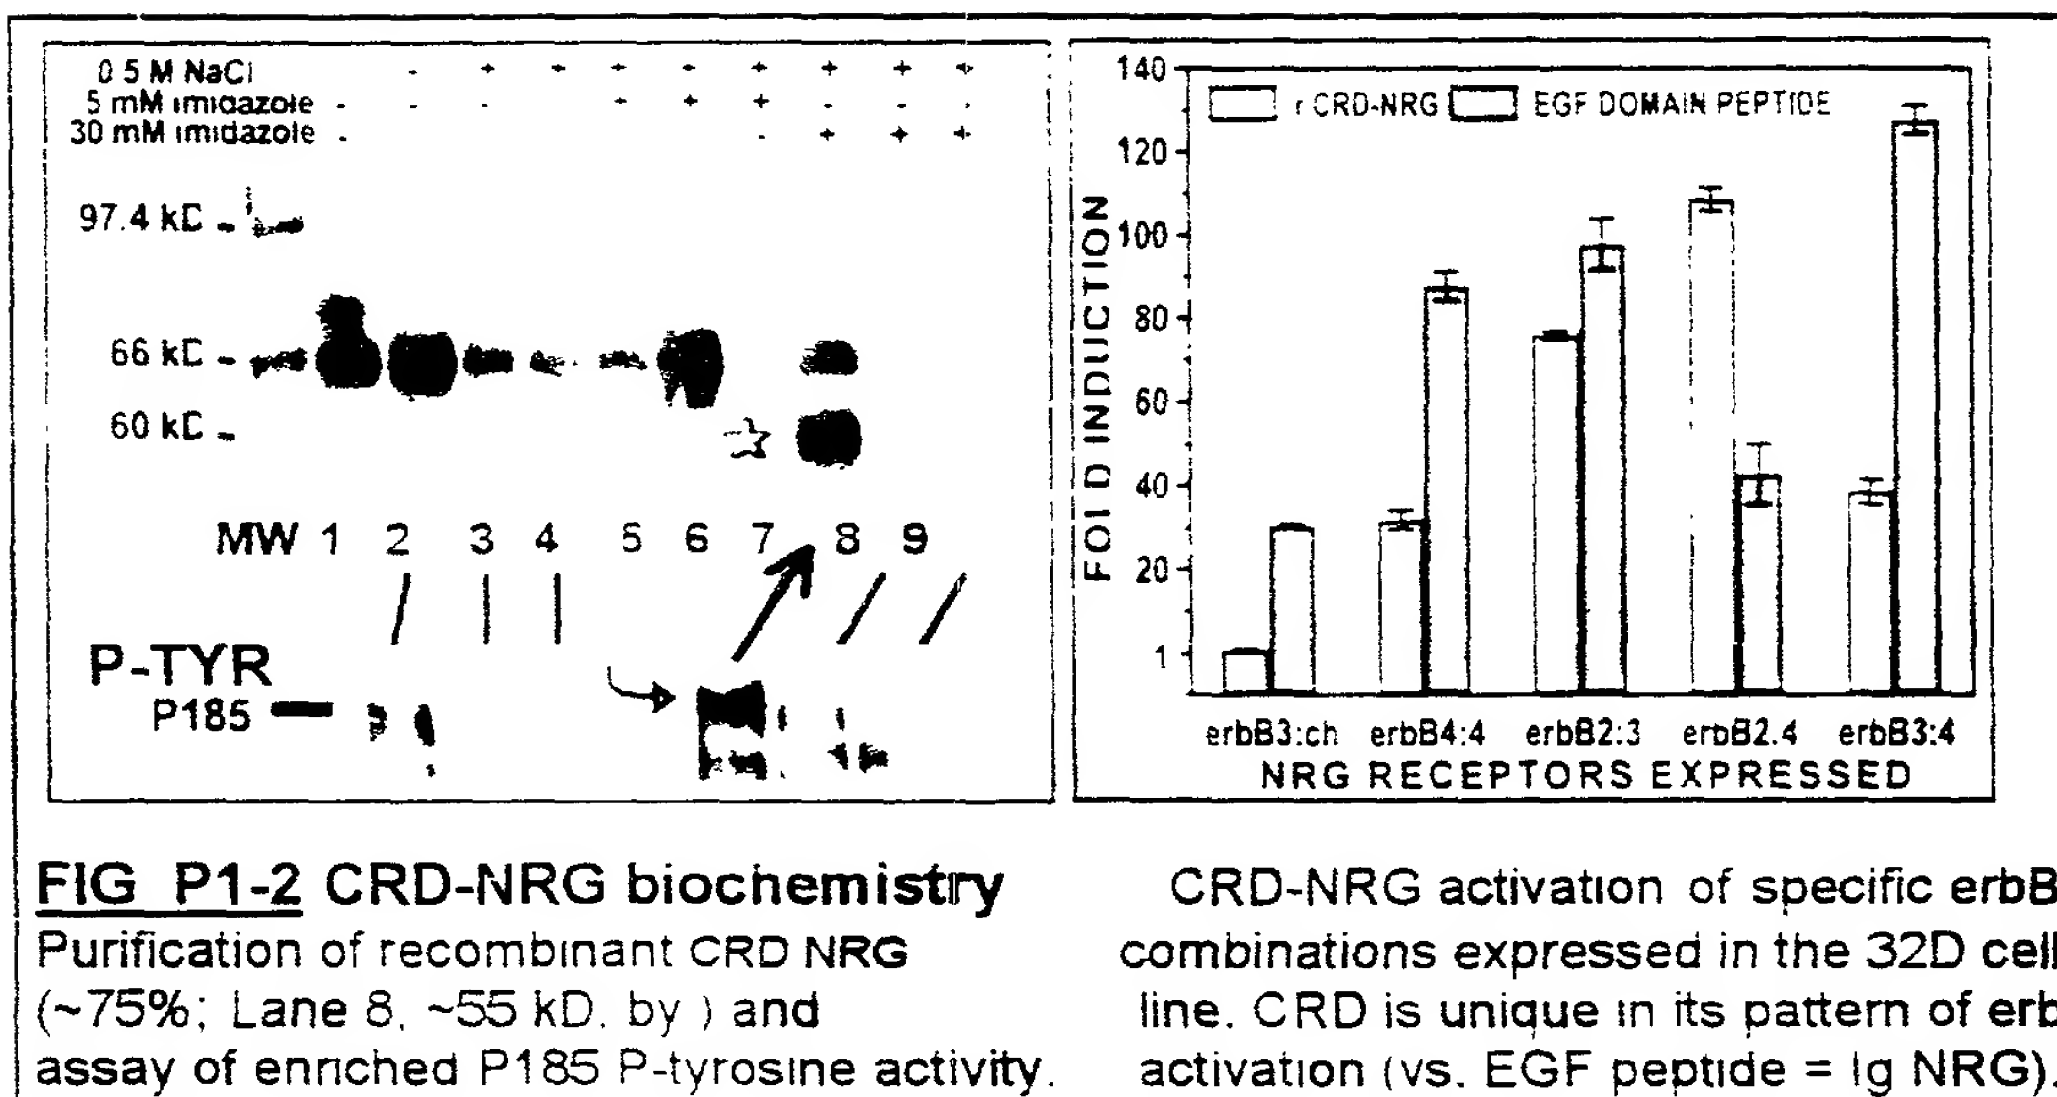 0 5 M NaCl - + + + + + + + +
5 mM imidazole - - - + + + - - -
30 mM imidazole - - + + +
97.4 kD -
66 kD -
60 kD -
MW 1 2 3 4 5 6 7 8 9
P-TYR
P185
140
120
100
80
60
40
20
1
FOLD INDUCTION
r CRD-NRG EGF DOMAIN PEPTIDE
erbB3:ch erbB4:4 erbB2:3 erbB2.4 erbB3:4
NRG RECEPTORS EXPRESSED
FIG P1-2 CRD-NRG biochemistry
Purification of recombinant CRD NRG
(~75%; Lane 8, ~55 kD. by ) and
assay of enriched P185 P-tyrosine activity.
CRD-NRG activation of specific erbB
combinations expressed in the 32D cell
line. CRD is unique in its pattern of erb
activation (vs. EGF peptide = Ig NRG).